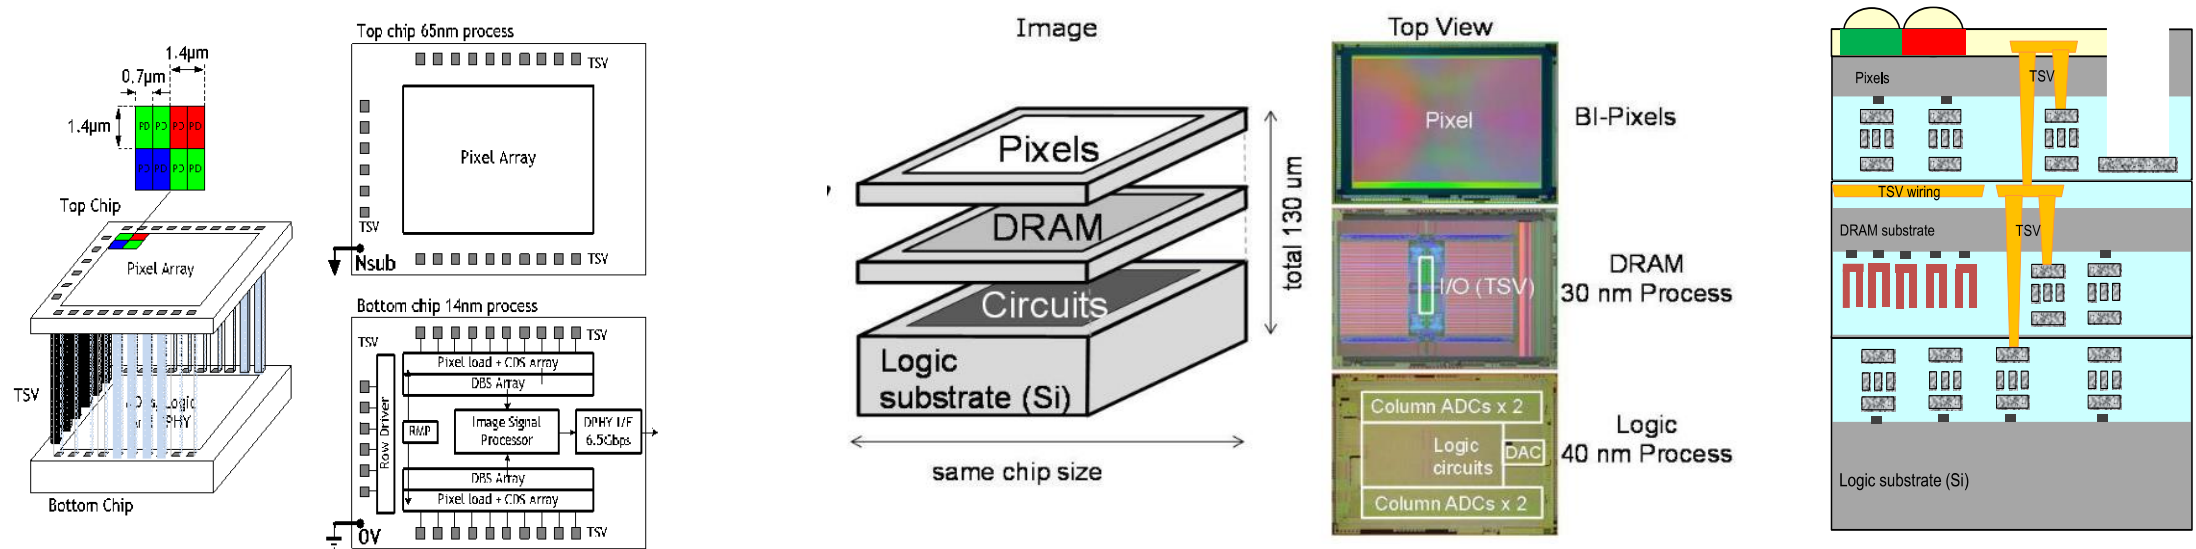 1.4µm
0.7µm
1.4µm
PD PD PD PD
PD PD PD PD
Top Chip
Pixel Array
TSV
Bottom Chip
Top chip 65nm process
TSV
Pixel Array
TSV
Nsub
TSV
Bottom chip 14nm process
TSV
TSV
Pixel load + CDS Array
DBS Array
Row Driver
RMP
Image Signal
Processor
DPHY I/F
6.5Gbps
DBS Array
Pixel load + CDS Array
0V
TSV
Image
Pixels
DRAM
Circuits
Logic
substrate (Si)
total 130 um
same chip size
Top View
Pixel
BI-Pixels
I/O (TSV)
DRAM
30 nm Process
Column ADCs x 2
Logic
circuits
DAC
Column ADCs x 2
Logic
40 nm Process
Pixels
TSV
TSV wiring
DRAM substrate
TSV
Logic substrate (Si)